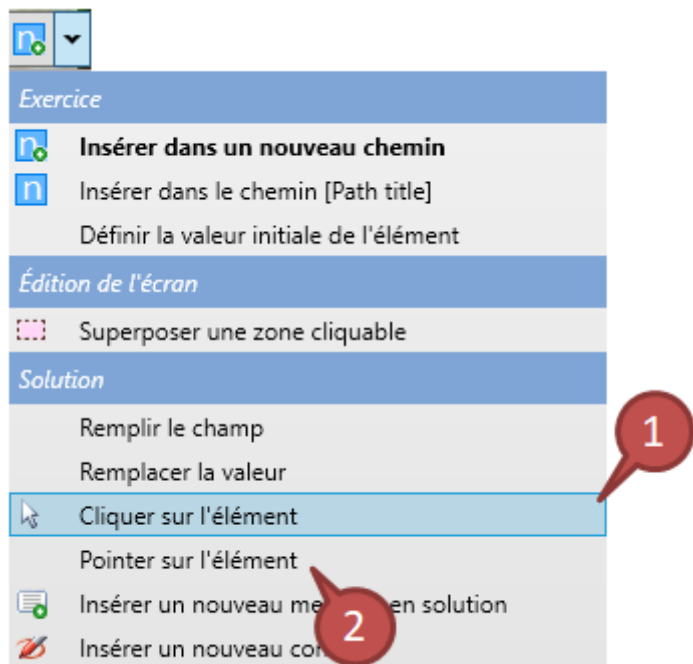 Exercice
Insérer dans un nouveau chemin
Insérer dans le chemin [Path title]
Définir la valeur initiale de l'élément
Édition de l'écran
Superposer une zone cliquable
Solution
Remplir le champ
1
Remplacer la valeur
Cliquer sur l'élément
Pointer sur l'élément
Insérer un nouveau en solution
2
Insérer un nouveau